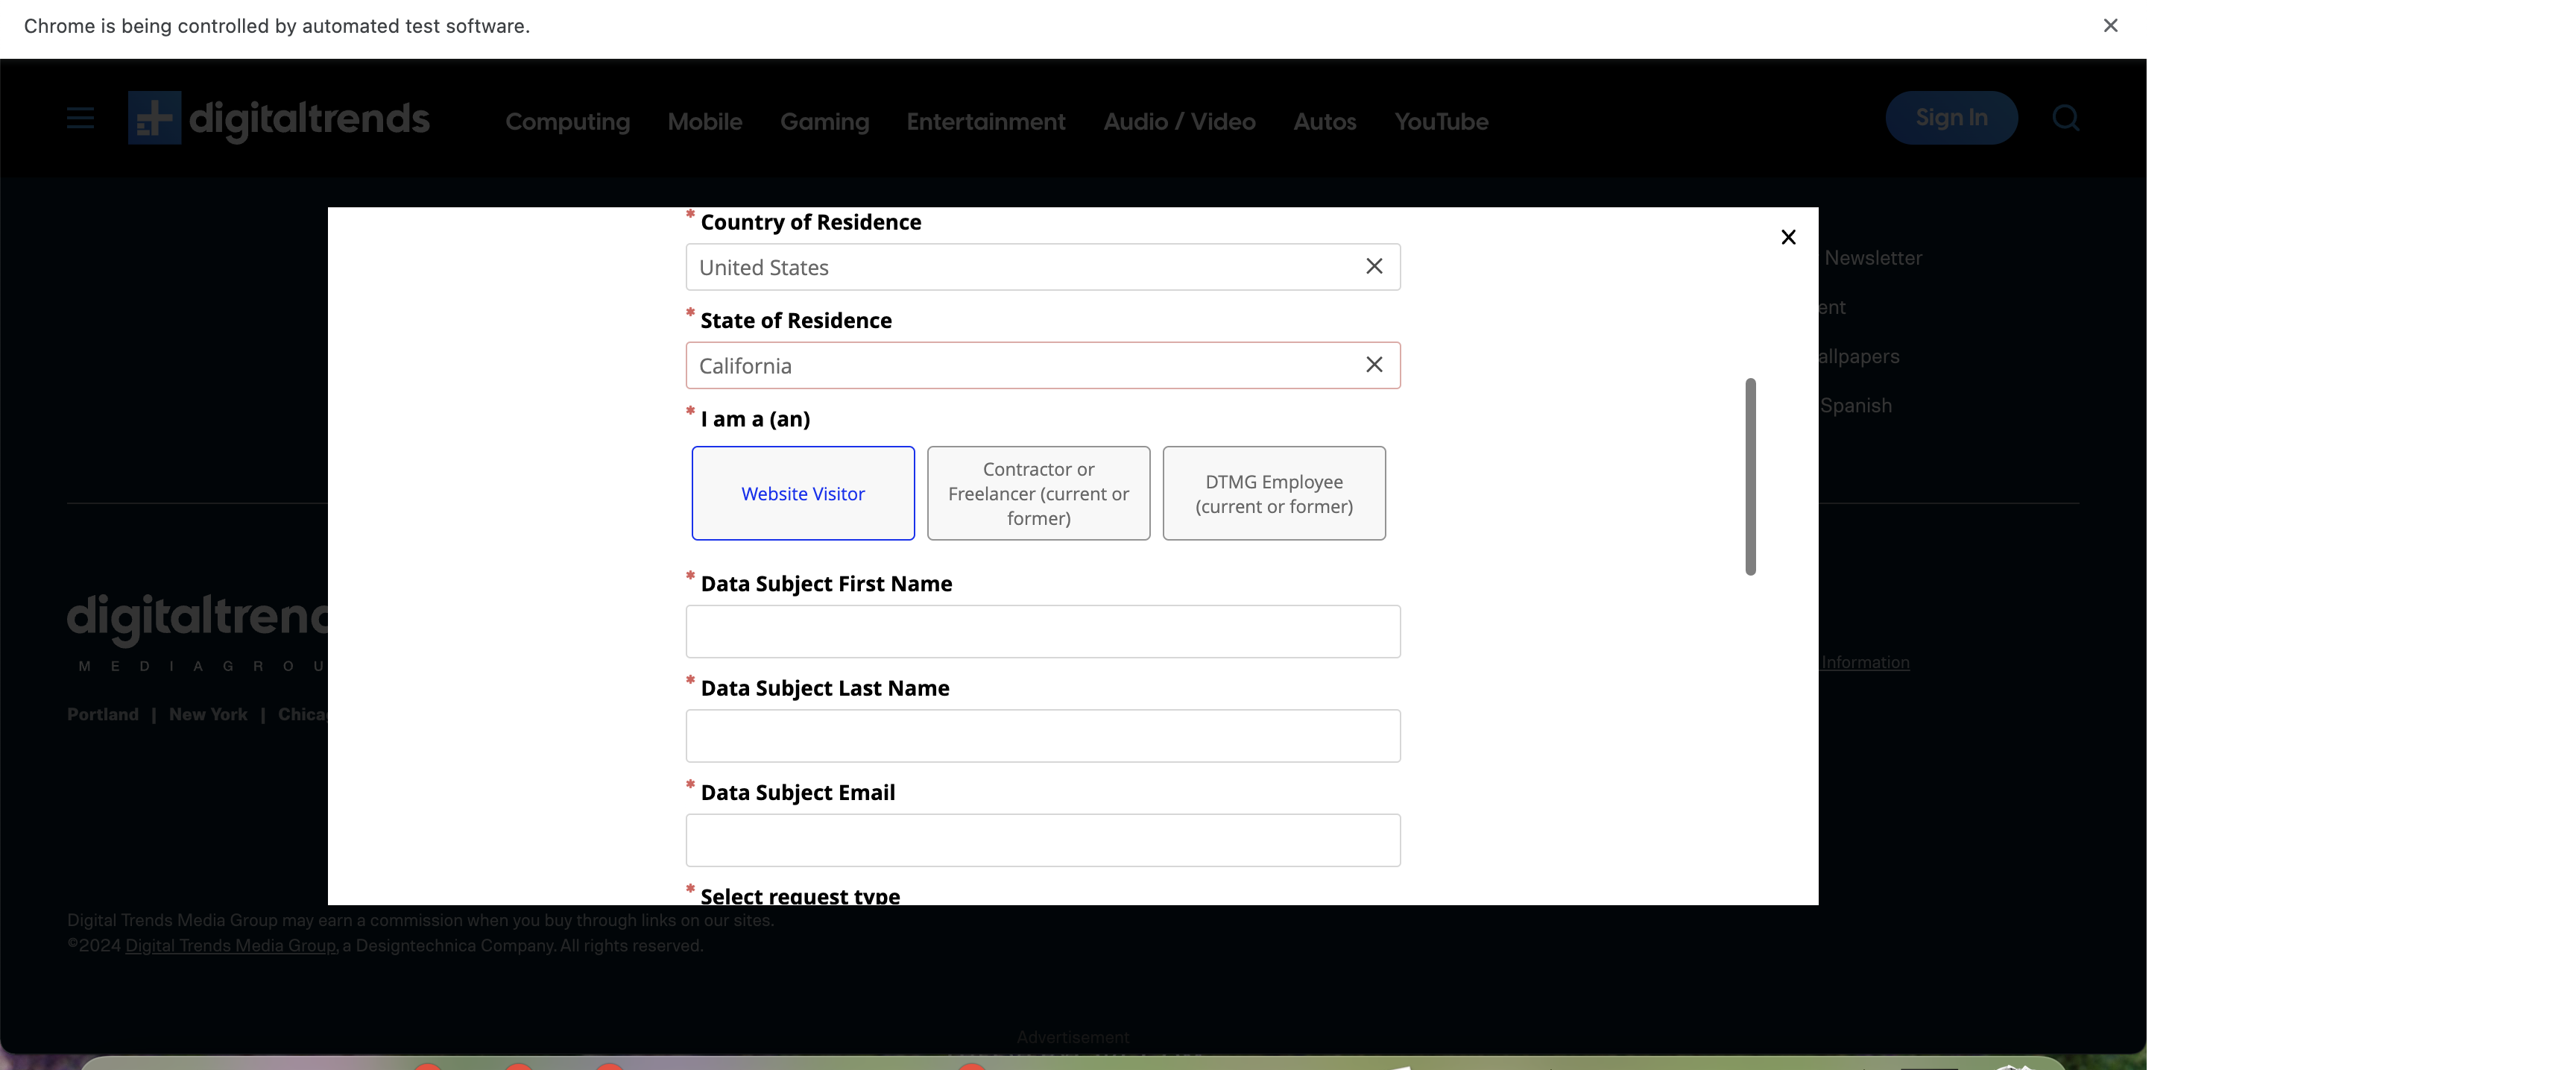 Chrome is being controlled by automated test software.
digitaltrends
Computing
Mobile
Gaming
Entertainment
Audio / Video
Autos
YouTube
Sign In
* Country of Residence
United States
* State of Residence
California
* I am a (an)
Website Visitor
Contractor or
Freelancer (current or
former)
DTMG Employee
(current or former)
* Data Subject First Name
* Data Subject Last Name
* Data Subject Email
* Select request type
Newsletter
ent
allpapers
Spanish
Information
digitaltrend
MEDIAGROU
Portland | New York | Chica
Digital Trends Media Group may earn a commission when you buy through links on our sites.
©2024 Digital Trends Media Group, a Designtechnica Company. All rights reserved.
Advertisement